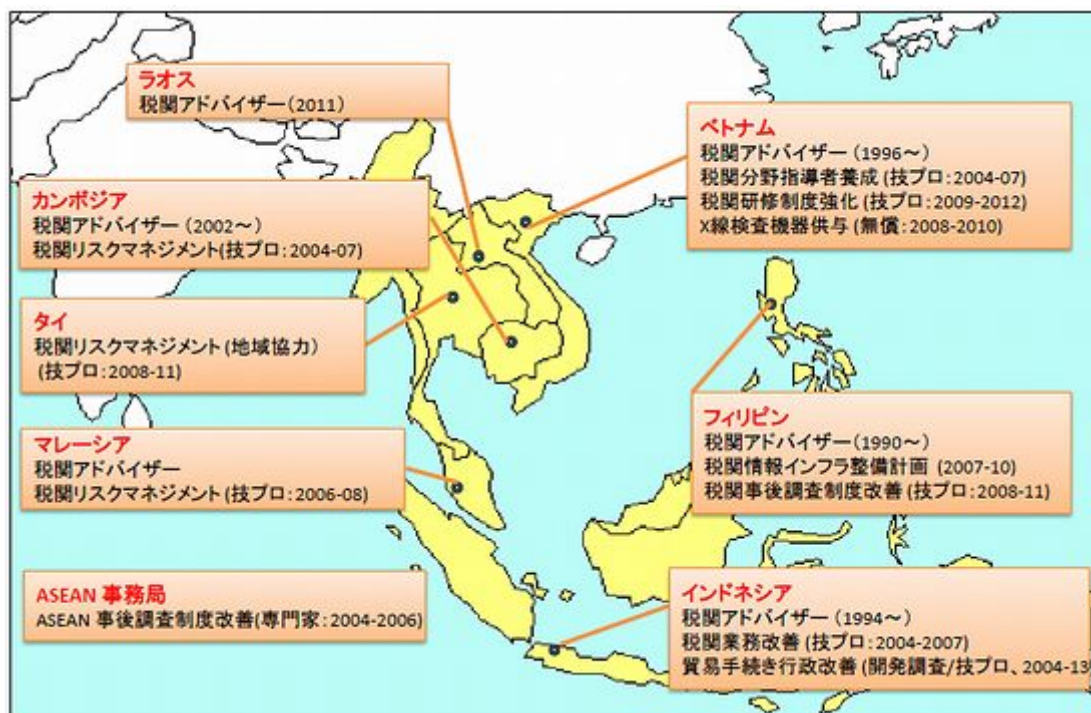 ラオス
税関アドバイザー(2011)
ベトナム
税関アドバイザー (1996～)
税関分野指導者養成 (技プロ:2004-07)
税関研修制度強化 (技プロ:2009-2012)
X線検査機器供与 (無償:2008-2010)
カンボジア
税関アドバイザー (2002～)
税関リスクマネジメント(技プロ:2004-07)
タイ
税関リスクマネジメント (地域協力)
(技プロ:2008-11)
マレーシア
税関アドバイザー
税関リスクマネジメント (技プロ:2006-08)
フィリピン
税関アドバイザー(1990～)
税関情報インフラ整備計画 (2007-10)
税関事後調査制度改善 (技プロ:2008-11)
ASEAN 事務局
ASEAN 事後調査制度改善(専門家:2004-2006)
インドネシア
税関アドバイザー (1994～)
税関業務改善 (技プロ:2004-2007)
貿易手続き行政改善 (開発調査/技プロ、2004-13